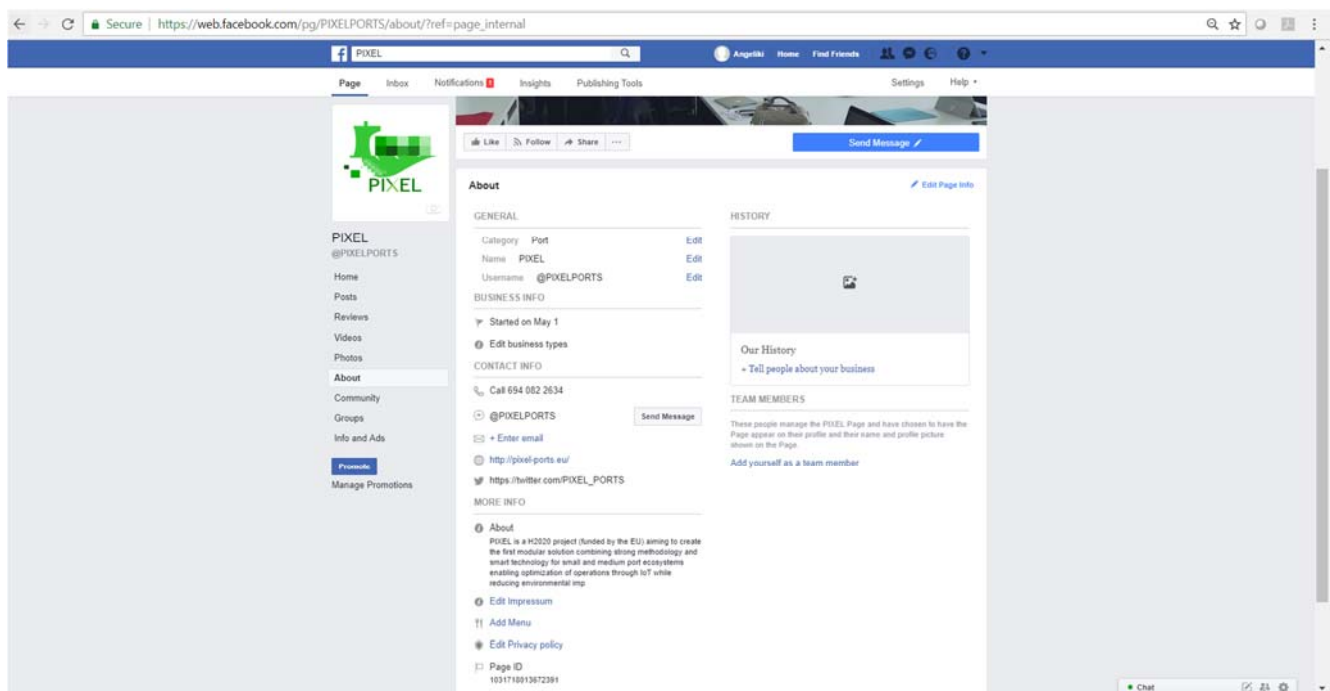 Secure | https://web.facebook.com/pg/PIXELPORTS/about/?ref=page_internal
PIXEL
Angeliki Home Find Friends
Page Inbox Notifications Insights Publishing Tools Settings Help
Like Follow Share ...
Send Message
PIXEL
PIXEL
@PIXELPORTS
Home
Posts
Reviews
Videos
Photos
About
Community
Groups
Info and Ads
Promote
Manage Promotions
About
Edit Page Info
GENERAL
Category Port Edit
Name PIXEL Edit
Username @PIXELPORTS Edit
BUSINESS INFO
Started on May 1
Edit business types
CONTACT INFO
Call 694 082 2634
@PIXELPORTS Send Message
+ Enter email
http://pixel-ports.eu/
https://twitter.com/PIXEL_PORTS
MORE INFO
About
PIXEL is a H2020 project (funded by the EU) aiming to create
the first modular solution combining strong methodology and
smart technology for small and medium port ecosystems
enabling optimization of operations through IoT while
reducing environmental imp
Edit Impressum
Add Menu
Edit Privacy policy
Page ID
1031718013672391
HISTORY
Our History
+ Tell people about your business
TEAM MEMBERS
These people manage the PIXEL Page and have chosen to have the
Page appear on their profile and their name and profile picture
shown on the Page.
Add yourself as a team member
Chat